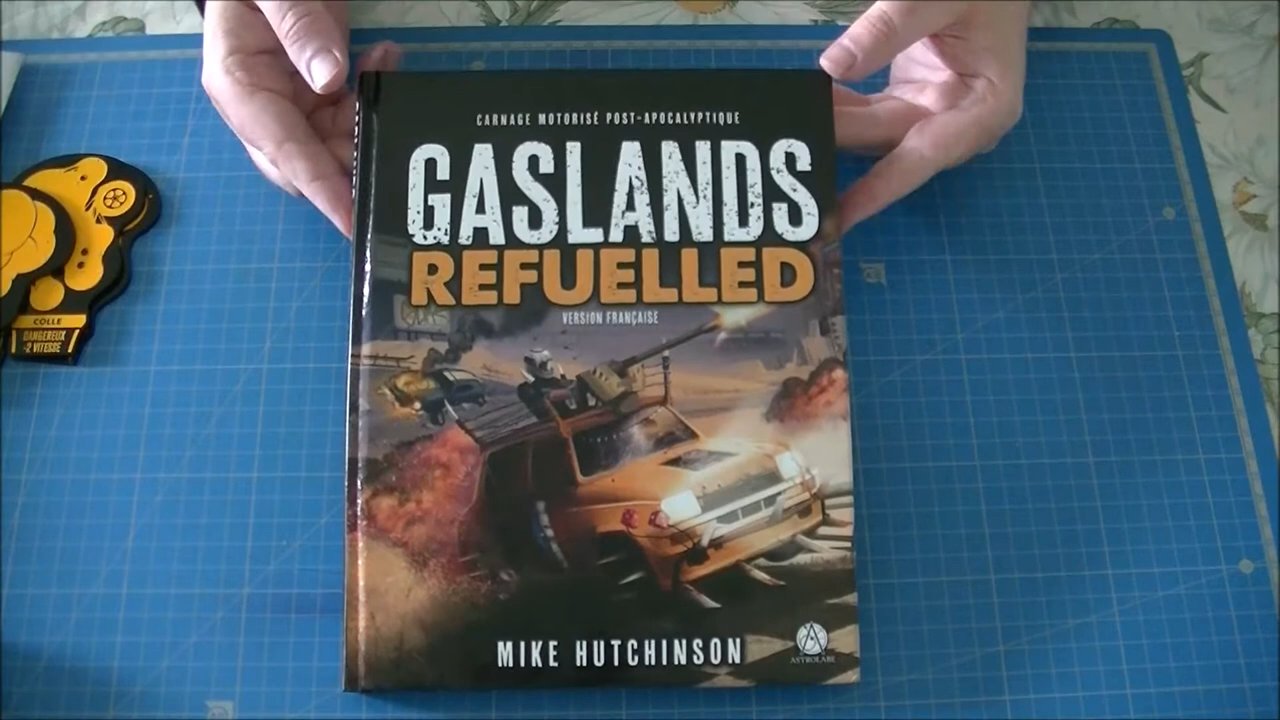 CARNAGE MOTORISÉ POST-APOCALYPTIQUE
GASLANDS
REFUELLED
VERSION FRANÇAISE
MIKE HUTCHINSON
ASTROLABE
COLLE
DANGEREUX
-2 VITESSE